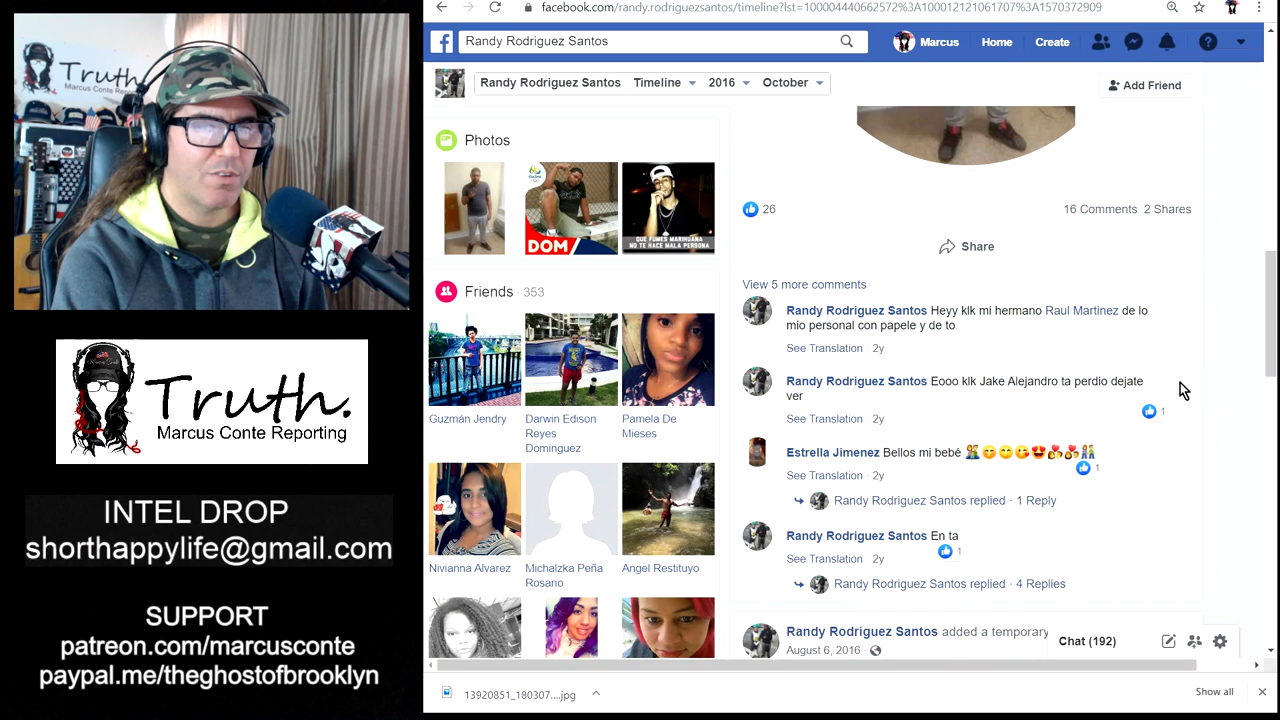 facebook.com/randy.rodriguezsantos/timeline?lst=100004440662572%3A100012121061707%3A1570372909
Randy Rodriguez Santos
Marcus
Home
Create
Randy Rodriguez Santos
Timeline
2016
October
Add Friend
Truth.
Marcus Conte Reporting
Photos
DOM
QUE FUMES MARIHUANA
NO TE HACE MALA PERSONA
26
16 Comments 2 Shares
Share
Friends · 353
Guzmán Jendry
Darwin Edison
Reyes
Dominguez
Pamela De
Mieses
Nivianna Alvarez
Michalzka Peña
Rosario
Angel Restituyo
View 5 more comments
Randy Rodriguez Santos Heyy klk mi hermano Raul Martinez de lo
mio personal con papele y de to
See Translation 2y
Randy Rodriguez Santos Eooo klk Jake Alejandro ta perdio dejate
ver
1
See Translation 2y
Estrella Jimenez Bellos mi bebé 
1
See Translation 2y
Randy Rodriguez Santos replied · 1 Reply
Randy Rodriguez Santos En ta
1
See Translation 2y
Randy Rodriguez Santos replied · 4 Replies
Randy Rodriguez Santos added a temporary
August 6, 2016 ·
Chat (192)
Truth.
Marcus Conte Reporting
INTEL DROP
shorthappylife@gmail.com
SUPPORT
patreon.com/marcusconte
paypal.me/theghostofbrooklyn
13920851_180307....jpg
Show all